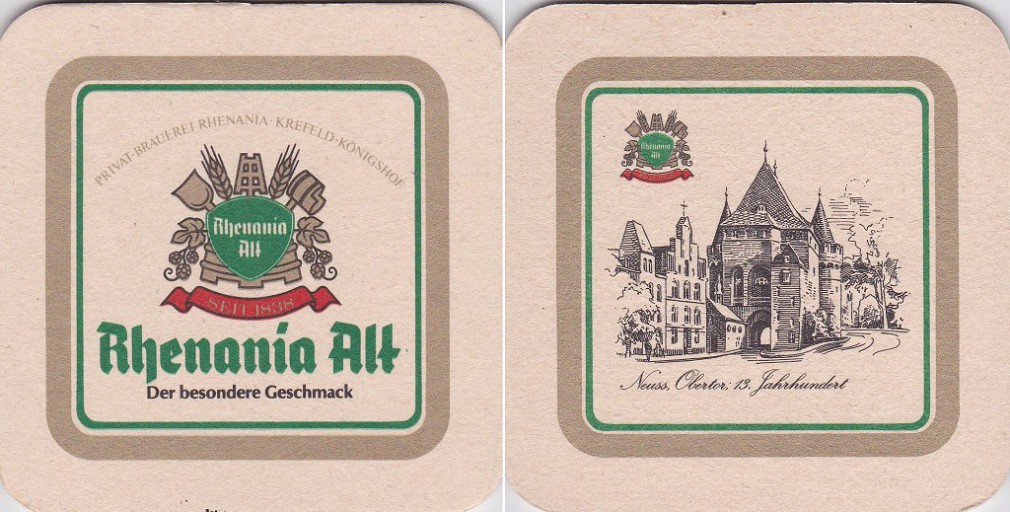 PRIVAT-BRAUEREI RHENANIA · KREFELD-KÖNIGSHOF
Rhenania
Alt
SEIT 1838
Rhenania Alt
Der besondere Geschmack
Rhenania
Alt
Neuss, Obertor, 13. Jahrhundert